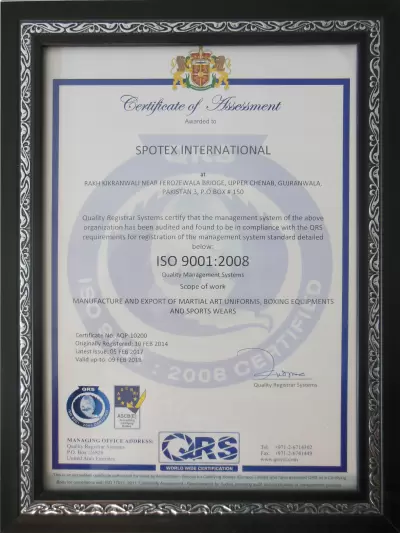 Certificate of Assessment
Awarded to
SPOTEX INTERNATIONAL
at
RAKH KIKRANWALI NEAR FEROZEWALA BRIDGE, UPPER CHENAB, GUJRANWALA,
PAKISTAN 3, P.O BOX # 150
Quality Registrar Systems certify that the management system of the above
organization has been audited and found to be in compliance with the QRS
requirements for registration of the management system standard detailed
below:
ISO 9001:2008
Quality Management Systems
Scope of work
MANUFACTURE AND EXPORT OF MARTIAL ART UNIFORMS, BOXING EQUIPMENTS
AND SPORTS WEARS
Certificate No. AQP-10200
Originally Registered: 10 FEB 2014
Latest Issue: 05 FEB 2017
Valid up to: 09 FEB
Quality Registrar Systems
QRS
MANAGING OFFICE ADDRESS:
Quality Registrar Systems
P.O. Box
United Arab Emirates
QRS
WORLD WIDE CERTIFICATION
Tel:
Fax: